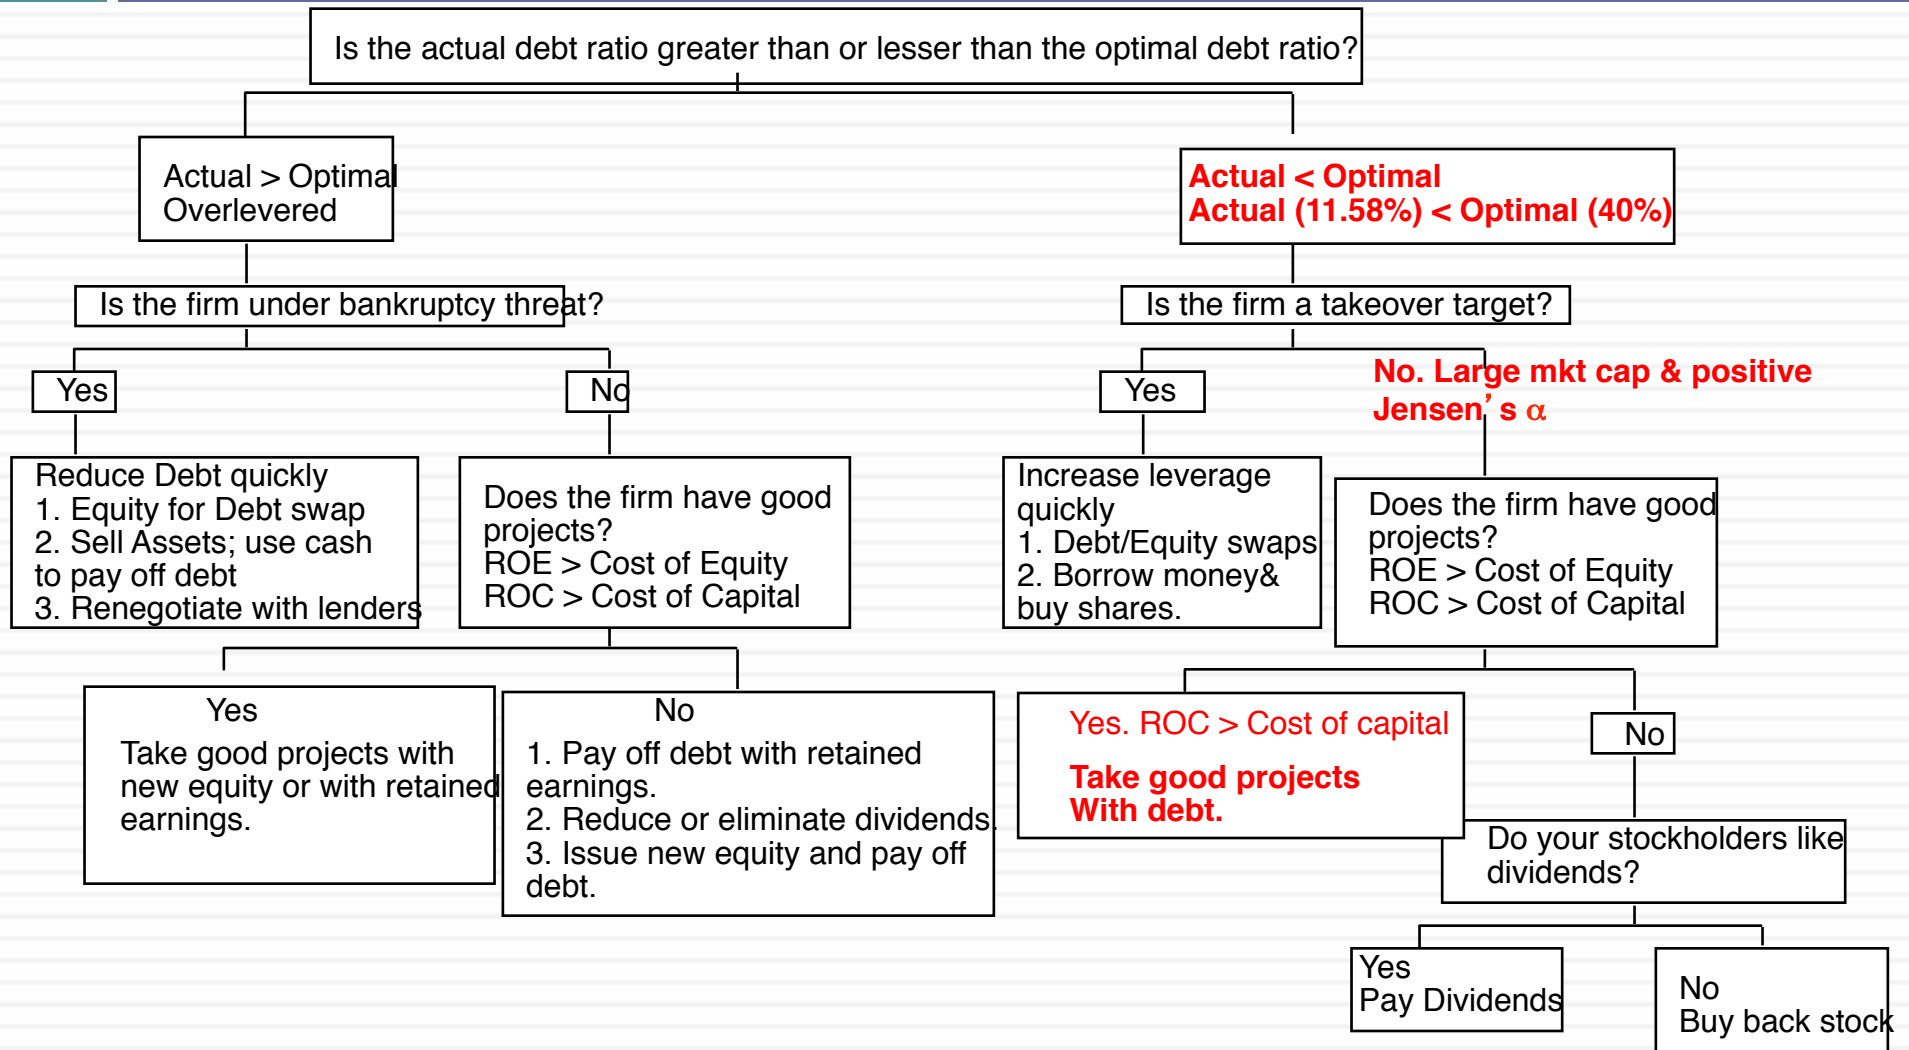 Is the actual debt ratio greater than or lesser than the optimal debt ratio?
Actual > Optimal
Overlevered
Actual < Optimal
Actual (11.58%) < Optimal (40%)
Is the firm under bankruptcy threat?
Is the firm a takeover target?
Yes
No
Yes
No. Large mkt cap & positive
Jensen’s α
Reduce Debt quickly
1. Equity for Debt swap
2. Sell Assets; use cash
to pay off debt
3. Renegotiate with lenders
Does the firm have good
projects?
ROE > Cost of Equity
ROC > Cost of Capital
Increase leverage
quickly
1. Debt/Equity swaps
2. Borrow money&
buy shares.
Does the firm have good
projects?
ROE > Cost of Equity
ROC > Cost of Capital
Yes
Take good projects with
new equity or with retained
earnings.
No
1. Pay off debt with retained
earnings.
2. Reduce or eliminate dividends.
3. Issue new equity and pay off
debt.
Yes. ROC > Cost of capital
Take good projects
With debt.
No
Do your stockholders like
dividends?
Yes
Pay Dividends
No
Buy back stock